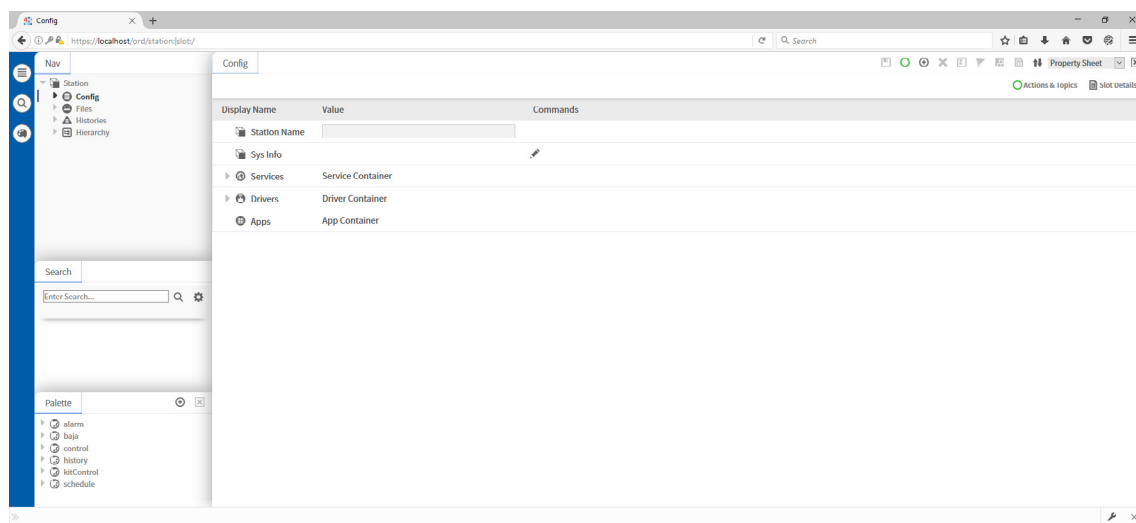 Config
https://localhost/ord/station:|slot:/
Search
Nav
Config
Property Sheet
Station
Config
Files
Histories
Hierarchy
Actions & Topics
Slot Details
Display Name Value Commands
Station Name
Sys Info
Services Service Container
Drivers Driver Container
Apps App Container
Search
Enter Search...
Palette
alarm
baja
control
history
kitControl
schedule